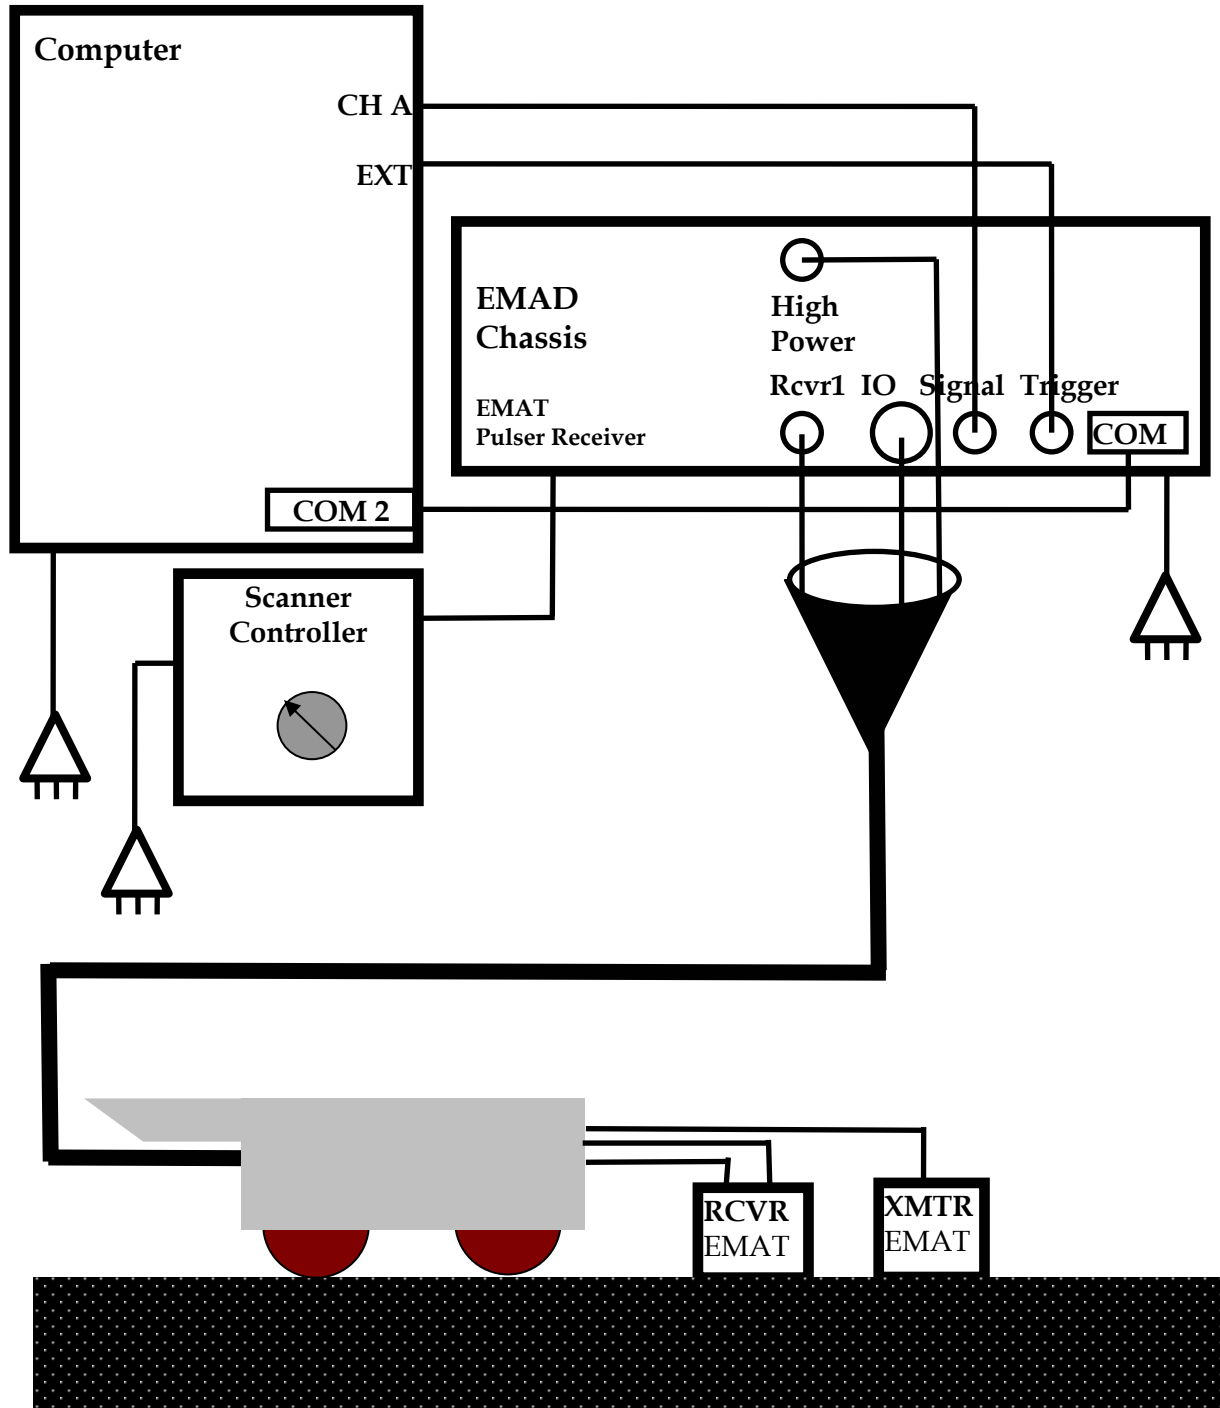 Computer
CH A
EXT
EMAD
Chassis
EMAT
Pulser Receiver
High
Power
Rcvr1 IO Signal Trigger
COM
COM 2
Scanner
Controller
RCVR
EMAT
XMTR
EMAT